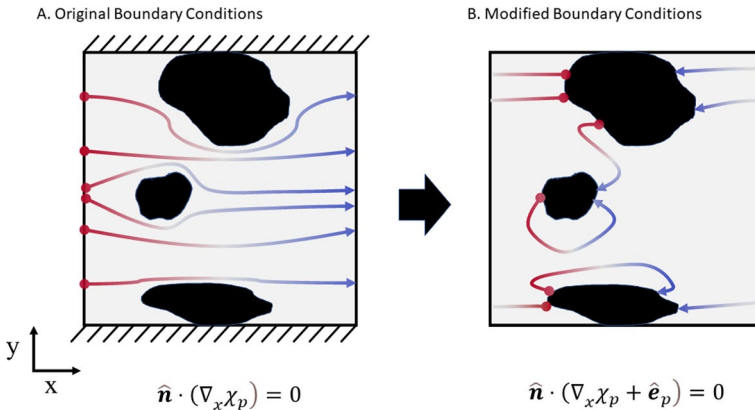 A. Original Boundary Conditions
B. Modified Boundary Conditions
y
x
n̂ · (∇ₓχₚ) = 0
n̂ · (∇ₓχₚ + êₚ) = 0